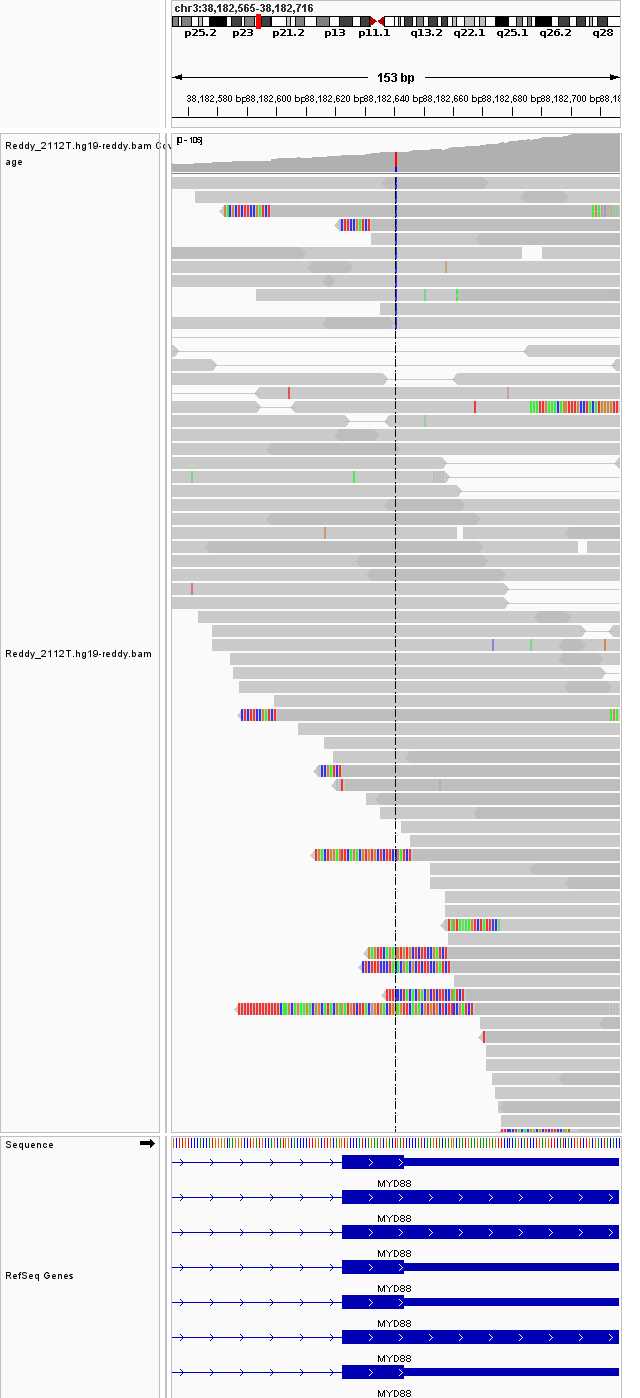 chr3:38,182,565-38,182,716
p25.2 p23 p21.2 p13 p11.1 q13.2 q22.1 q25.1 q26.2 q28
153 bp
38,182,580 bp 38,182,600 bp 38,182,620 bp 38,182,640 bp 38,182,660 bp 38,182,680 bp 38,182,700 bp
Reddy_2112T.hg19-reddy.bam Cov
age
Reddy_2112T.hg19-reddy.bam
Sequence
MYD88
MYD88
MYD88
RefSeq Genes
MYD88
MYD88
MYD88
MYD88